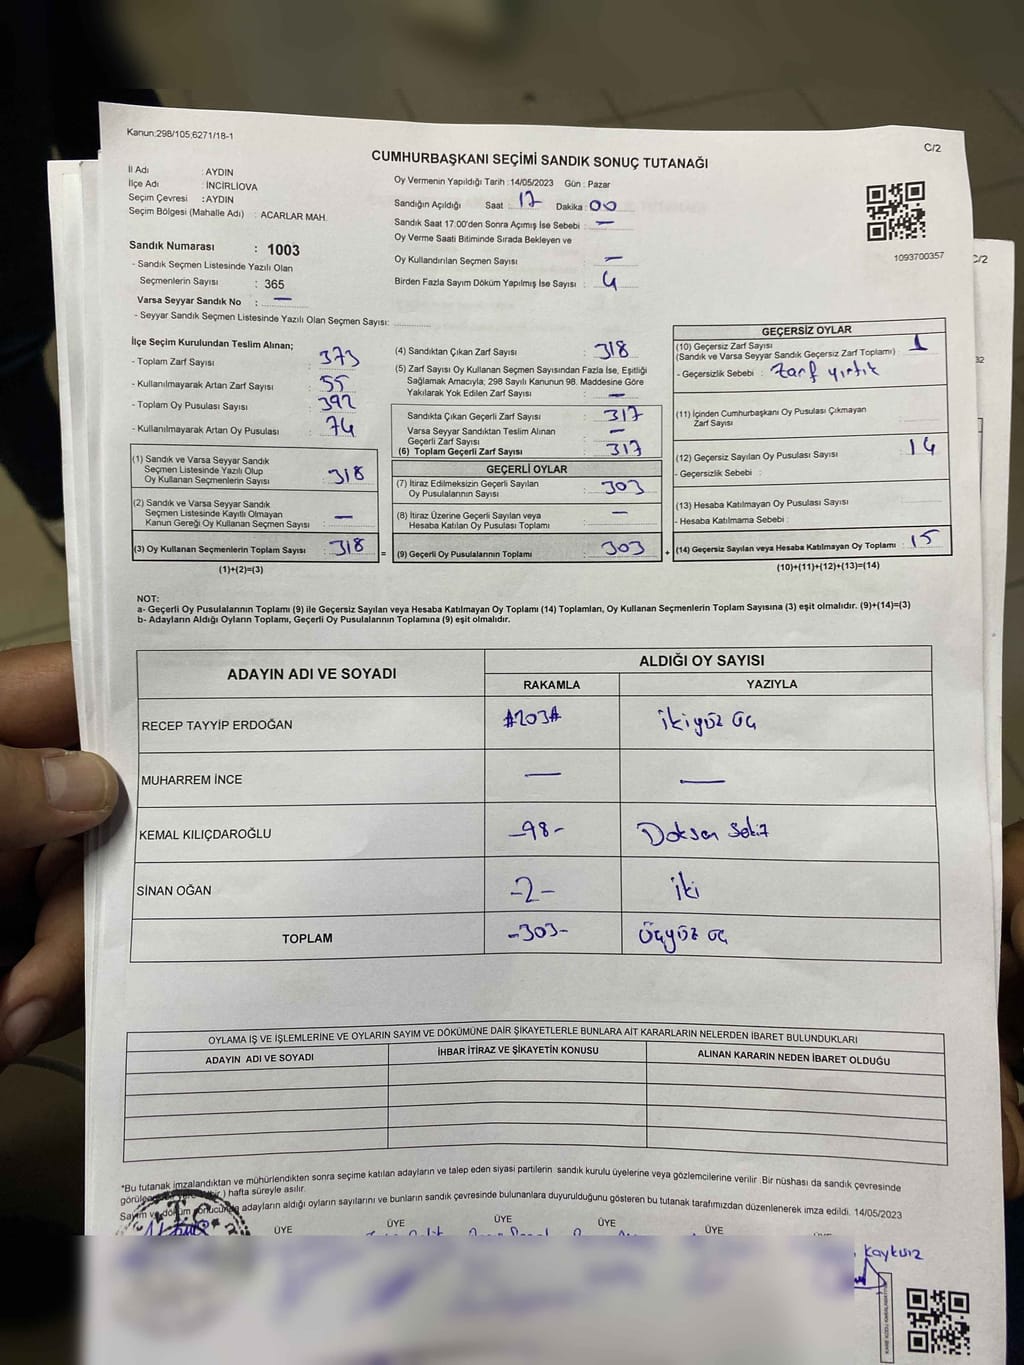 Kanun:298/105;6271/18-1
C/2
CUMHURBAŞKANI SEÇİMİ SANDIK SONUÇ TUTANAĞI
İl Adı : AYDIN
İlçe Adı : İNCİRLİOVA
Seçim Çevresi : AYDIN
Seçim Bölgesi (Mahalle Adı) : ACARLAR MAH.
Oy Vermenin Yapıldığı Tarih : 14/05/2023 Gün : Pazar
Sandığın Açıldığı Saat : 17 Dakika : 00
Sandık Saat 17:00'den Sonra Açımış İse Sebebi : —
Oy Verme Saati Bitiminde Sırada Bekleyen ve
Oy Kullandırılan Seçmen Sayısı : —
Birden Fazla Sayım Döküm Yapılmış İse Sayısı : 4
1093700357
C/2
Sandık Numarası : 1003
- Sandık Seçmen Listesinde Yazılı Olan
Seçmenlerin Sayısı : 365
Varsa Seyyar Sandık No : —
- Seyyar Sandık Seçmen Listesinde Yazılı Olan Seçmen Sayısı:
İlçe Seçim Kurulundan Teslim Alınan;
- Toplam Zarf Sayısı : 373
- Kullanılmayarak Artan Zarf Sayısı : 55
- Toplam Oy Pusulası Sayısı : 392
- Kullanılmayarak Artan Oy Pusulası : 74
(1) Sandık ve Varsa Seyyar Sandık
Seçmen Listesinde Yazılı Olup
Oy Kullanan Seçmenlerin Sayısı : 318
(2) Sandık ve Varsa Seyyar Sandık
Seçmen Listesinde Kayıtlı Olmayan
Kanun Gereği Oy Kullanan Seçmen Sayısı : —
(3) Oy Kullanan Seçmenlerin Toplam Sayısı : 318 =
(1)+(2)=(3)
(4) Sandıktan Çıkan Zarf Sayısı : 318
(5) Zarf Sayısı Oy Kullanan Seçmen Sayısından Fazla İse, Eşitliği
Sağlamak Amacıyla; 298 Sayılı Kanunun 98. Maddesine Göre
Yakılarak Yok Edilen Zarf Sayısı : —
Sandıkta Çıkan Geçerli Zarf Sayısı : 317
Varsa Seyyar Sandıktan Teslim Alınan
Geçerli Zarf Sayısı : —
(6) Toplam Geçerli Zarf Sayısı : 317
GEÇERLİ OYLAR
(7) İtiraz Edilmeksizin Geçerli Sayılan
Oy Pusulalarının Sayısı : 303
(8) İtiraz Üzerine Geçerli Sayılan veya
Hesaba Katılan Oy Pusulası Toplamı : —
(9) Geçerli Oy Pusulalarının Toplamı : 303 +
GEÇERSİZ OYLAR
(10) Geçersiz Zarf Sayısı
(Sandık ve Varsa Seyyar Sandık Geçersiz Zarf Toplamı) : 1
- Geçersizlik Sebebi : Zarf yırtık
(11) İçinden Cumhurbaşkanı Oy Pusulası Çıkmayan
Zarf Sayısı :
(12) Geçersiz Sayılan Oy Pusulası Sayısı : 14
- Geçersizlik Sebebi :
(13) Hesaba Katılmayan Oy Pusulası Sayısı :
- Hesaba Katılmama Sebebi :
(14) Geçersiz Sayılan veya Hesaba Katılmayan Oy Toplamı : 15
(10)+(11)+(12)+(13)=(14)
NOT:
a- Geçerli Oy Pusulalarının Toplamı (9) ile Geçersiz Sayılan veya Hesaba Katılmayan Oy Toplamı (14) Toplamları, Oy Kullanan Seçmenlerin Toplam Sayısına (3) eşit olmalıdır. (9)+(14)=(3)
b- Adayların Aldığı Oyların Toplamı, Geçerli Oy Pusulalarının Toplamına (9) eşit olmalıdır.
ADAYIN ADI VE SOYADI
ALDIĞI OY SAYISI
RAKAMLA YAZIYLA
RECEP TAYYİP ERDOĞAN #203# ikiyüz üç
MUHARREM İNCE — —
KEMAL KILIÇDAROĞLU -98- Doksan sekiz
SİNAN OĞAN -2- iki
TOPLAM -303- üçyüz üç
OYLAMA İŞ VE İŞLEMLERİNE VE OYLARIN SAYIM VE DÖKÜMÜNE DAİR ŞİKAYETLERLE BUNLARA AİT KARARLARIN NELERDEN İBARET BULUNDUKLARI
ADAYIN ADI VE SOYADI İHBAR İTİRAZ VE ŞİKAYETİN KONUSU ALINAN KARARIN NEDEN İBARET OLDUĞU
*Bu tutanak imzalandıktan ve mühürlendikten sonra seçime katılan adayların ve talep eden siyasi partilerin sandık kurulu üyelerine veya gözlemcilerine verilir .Bir nüshası da sandık çevresinde
) hafta süreyle asılır.
Sayım ve döküm sonucunda adayların aldığı oyların sayılarını ve bunların sandık çevresinde bulunanlara duyurulduğunu gösteren bu tutanak tarafımızdan düzenlenerek imza edildi. 14/05/2023
ÜYE ÜYE ÜYE ÜYE ÜYE